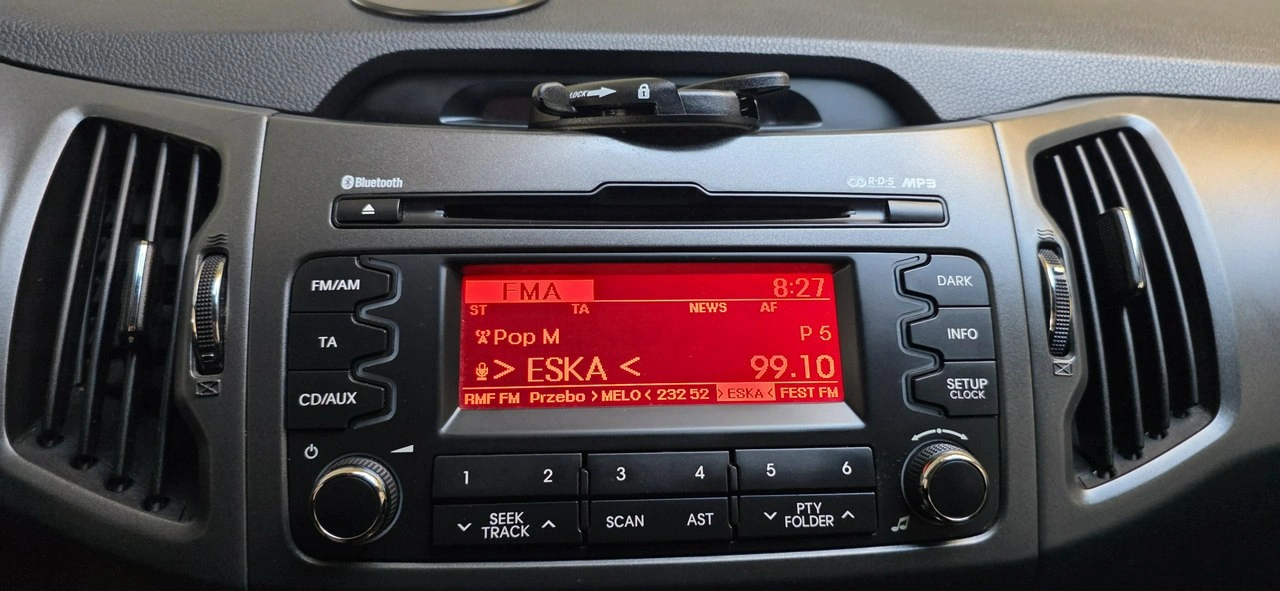 LOCK
Bluetooth
R·D·S MP3
FM/AM
TA
CD/AUX
FMA 8:27
ST TA NEWS AF
Pop M P 5
> ESKA < 99.10
RMF FM Przebo >MELO< 232 52 >ESKA< FEST FM
DARK
INFO
SETUP
CLOCK
1 2 3 4 5 6
SEEK
TRACK
SCAN AST
PTY
FOLDER